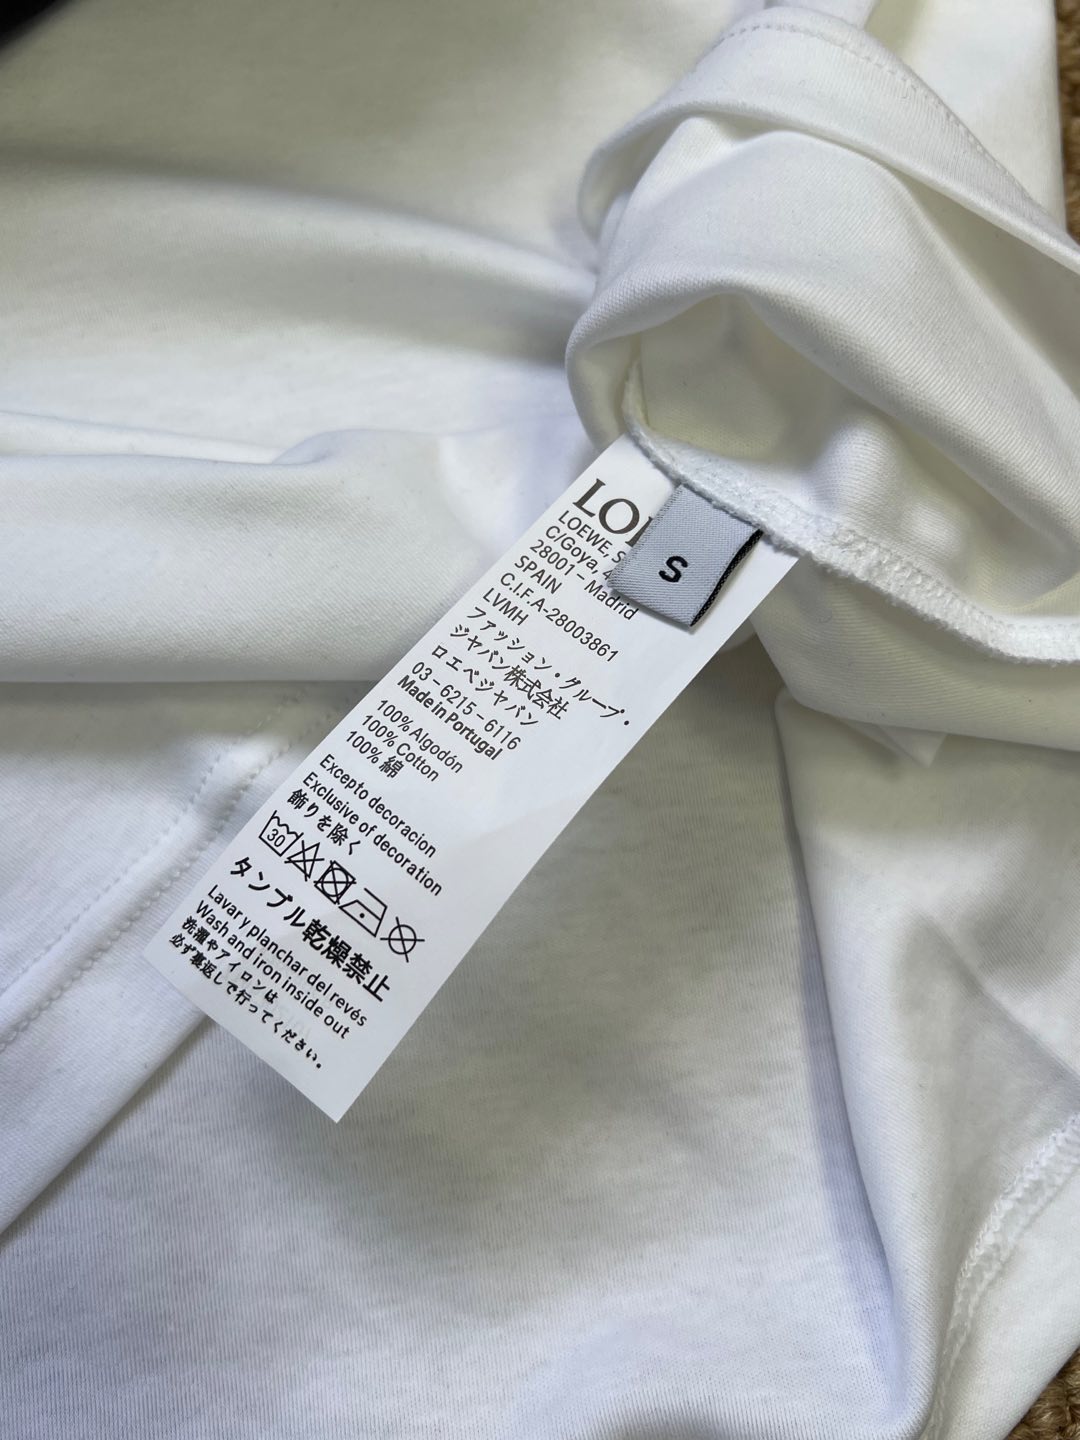 LOEWE, S
C/Goya, 4
28001 - Madrid
SPAIN
C.I.F.A-28003861
LVMH
ファッション・グループ・
ジャパン株式会社
ロエベジャパン
03-6215-6116
Made in Portugal
100% Algodón
100% Cotton
100% 綿
Excepto decoracion
Exclusive of decoration
飾りを除く
30
タンブル乾燥禁止
Lavar y planchar del revés
Wash and iron inside out
洗濯やアイロンは
必ず裏返しで行ってください。
S